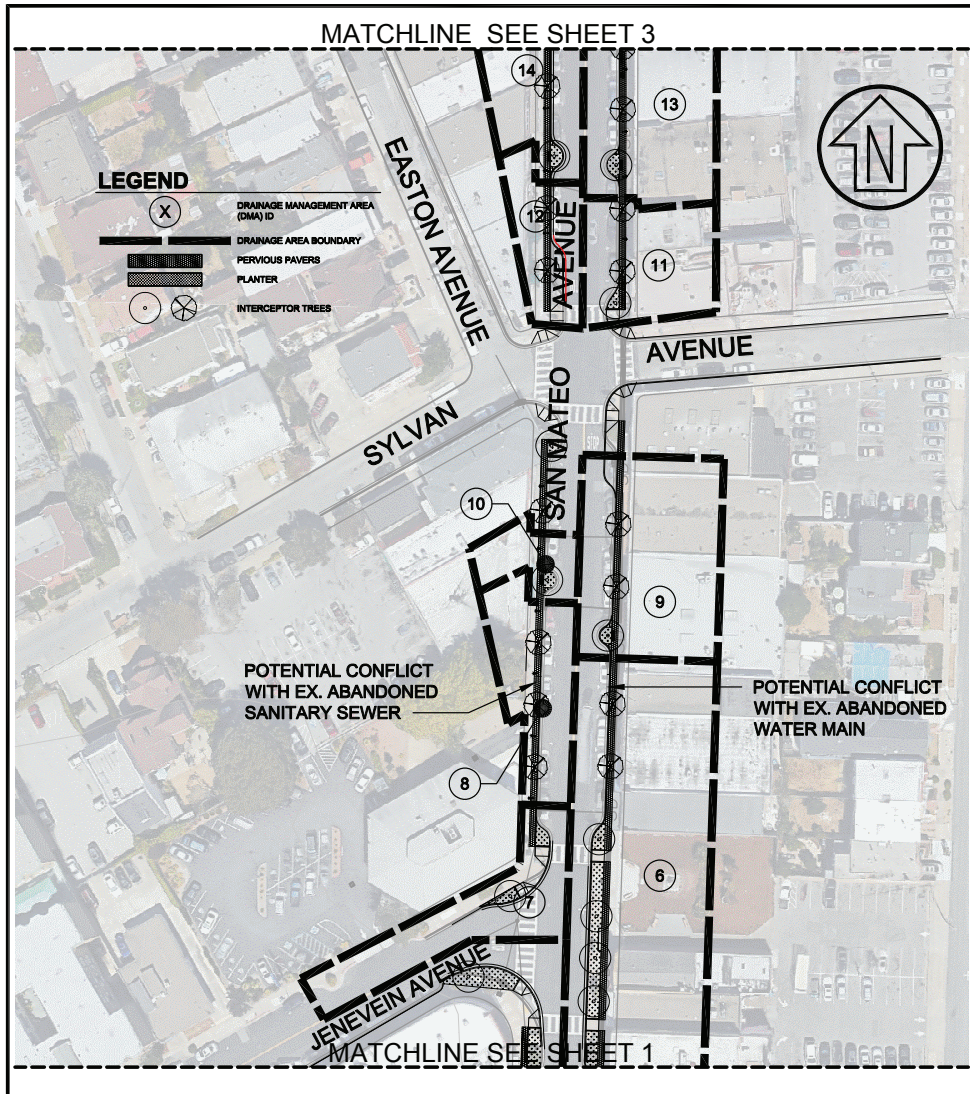 MATCHLINE SEE SHEET 3
14
13
N
EASTON AVENUE
LEGEND
X
DRAINAGE MANAGEMENT AREA
(DMA) ID
DRAINAGE AREA BOUNDARY
PERVIOUS PAVERS
PLANTER
INTERCEPTOR TREES
12
AVENUE
11
AVENUE
SYLVAN
SAN MATEO
STOP
10
9
POTENTIAL CONFLICT
WITH EX. ABANDONED
SANITARY SEWER
POTENTIAL CONFLICT
WITH EX. ABANDONED
WATER MAIN
8
6
7
JENEVEIN AVENUE
MATCHLINE SEE SHEET 1